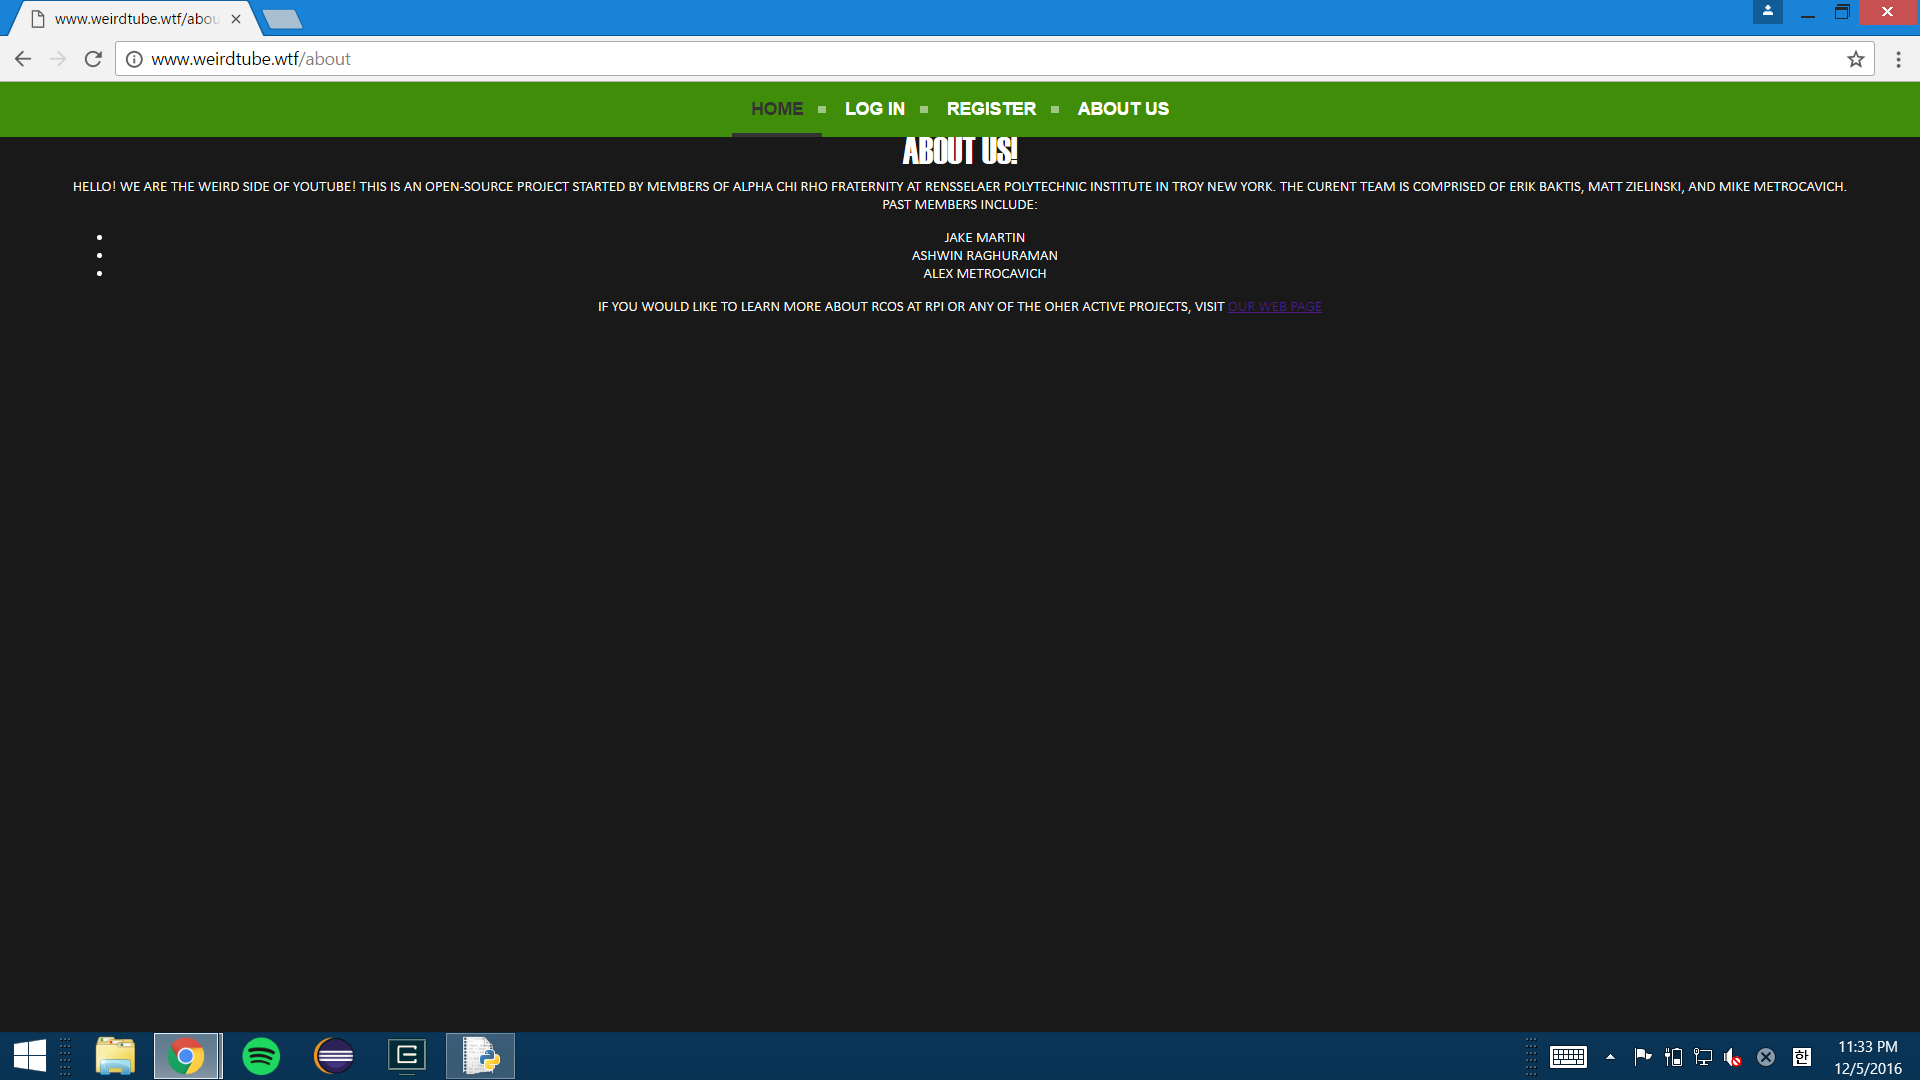 www.weirdtube.wtf/abou
www.weirdtube.wtf/about
HOME LOG IN REGISTER ABOUT US
ABOUT US!
HELLO! WE ARE THE WEIRD SIDE OF YOUTUBE! THIS IS AN OPEN-SOURCE PROJECT STARTED BY MEMBERS OF ALPHA CHI RHO FRATERNITY AT RENSSELAER POLYTECHNIC INSTITUTE IN TROY NEW YORK. THE CURENT TEAM IS COMPRISED OF ERIK BAKTIS, MATT ZIELINSKI, AND MIKE METROCAVICH.
PAST MEMBERS INCLUDE:
JAKE MARTIN
ASHWIN RAGHURAMAN
ALEX METROCAVICH
IF YOU WOULD LIKE TO LEARN MORE ABOUT RCOS AT RPI OR ANY OF THE OHER ACTIVE PROJECTS, VISIT OUR WEB PAGE
한
11:33 PM
12/5/2016